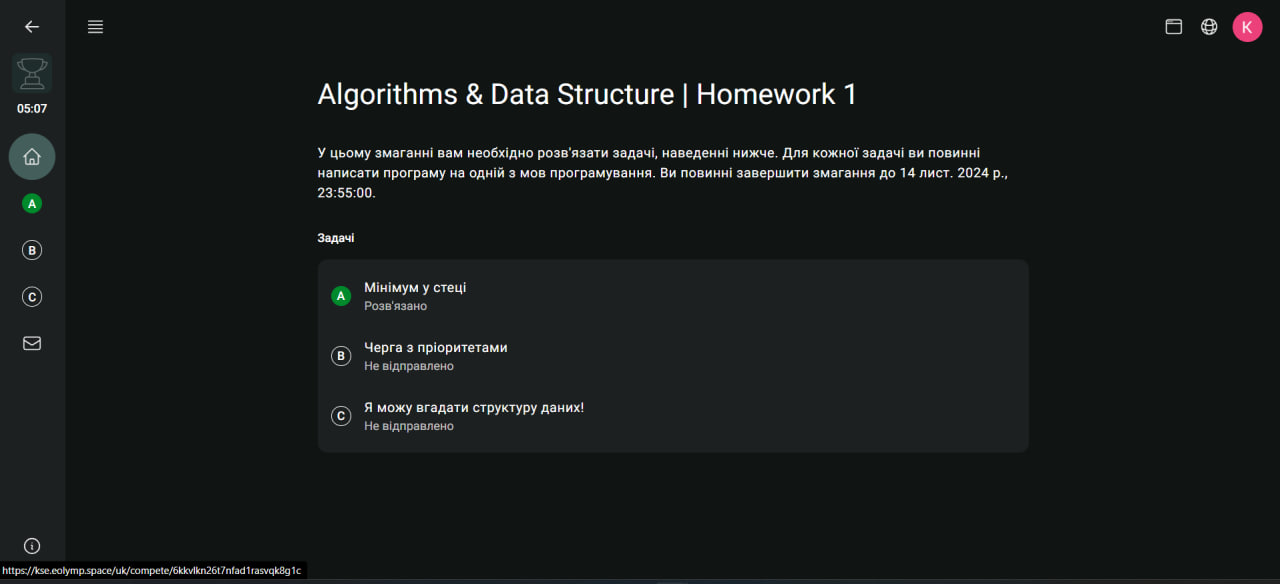 K
05:07
Algorithms & Data Structure | Homework 1
У цьому змаганні вам необхідно розв'язати задачі, наведенні нижче. Для кожної задачі ви повинні
написати програму на одній з мов програмування. Ви повинні завершити змагання до 14 лист. 2024 р.,
23:55:00.
A
B
C
Задачі
A
Мінімум у стеці
Розв'язано
B
Черга з пріоритетами
Не відправлено
C
Я можу вгадати структуру даних!
Не відправлено
https://kse.eolymp.space/uk/compete/6kkvlkn26t7nfad1rasvqk8g1c